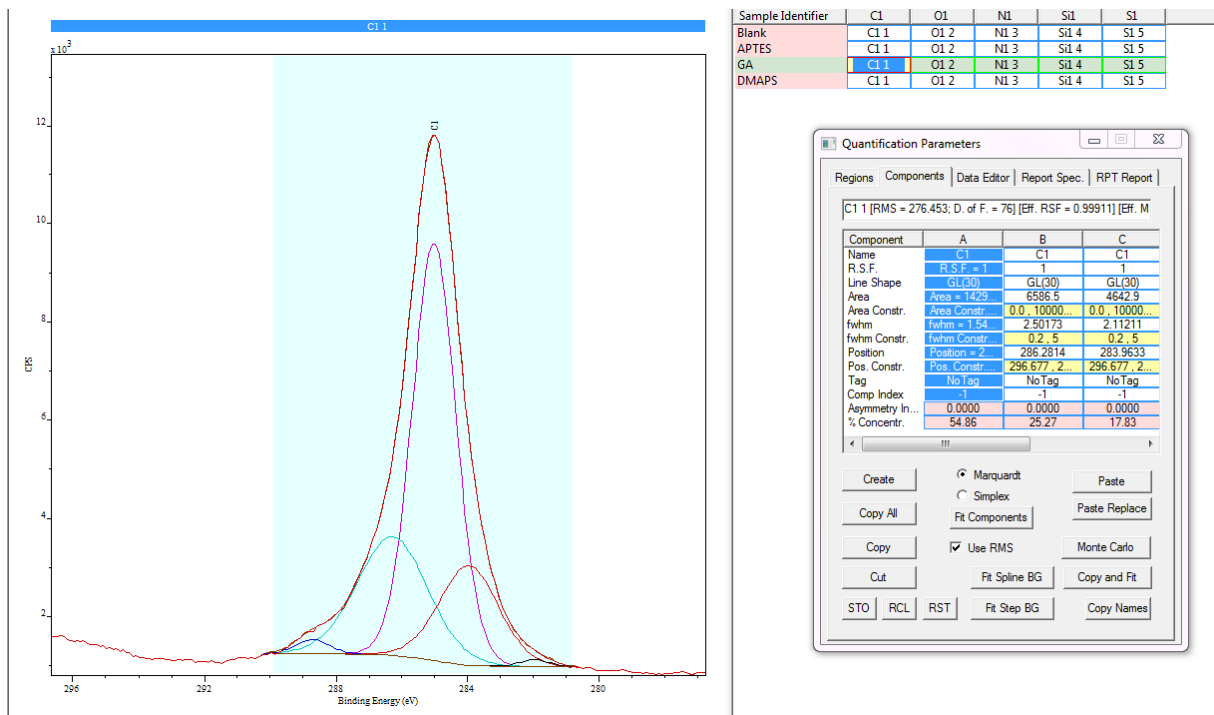 C1 1
x 10^3
C1
12
10
8
6
4
2
CPS
296 292 288 284 280
Binding Energy (eV)
Sample Identifier C1 O1 N1 Si1 S1
Blank C1 1 O1 2 N1 3 Si1 4 S1 5
APTES C1 1 O1 2 N1 3 Si1 4 S1 5
GA C1 1 O1 2 N1 3 Si1 4 S1 5
DMAPS C1 1 O1 2 N1 3 Si1 4 S1 5
Quantification Parameters
Regions Components Data Editor Report Spec. RPT Report
C1 1 [RMS = 276.453; D. of F. = 76] [Eff. RSF = 0.99911] [Eff. M
Component A B C
Name C1 C1 C1
R.S.F. R.S.F. = 1 1 1
Line Shape GL(30) GL(30) GL(30)
Area Area = 1429... 6586.5 4642.9
Area Constr. Area Constr.... 0.0 , 10000... 0.0 , 10000...
fwhm fwhm = 1.54... 2.50173 2.11211
fwhm Constr. fwhm Constr... 0.2 , 5 0.2 , 5
Position Position = 2... 286.2814 283.9633
Pos. Constr. Pos. Constr.... 296.677 , 2... 296.677 , 2...
Tag NoTag NoTag NoTag
Comp Index -1 -1 -1
Asymmetry In... 0.0000 0.0000 0.0000
% Concentr. 54.86 25.27 17.83
Create Marquardt Paste
Simplex
Copy All Fit Components Paste Replace
Copy Use RMS Monte Carlo
Cut Fit Spline BG Copy and Fit
STO RCL RST Fit Step BG Copy Names